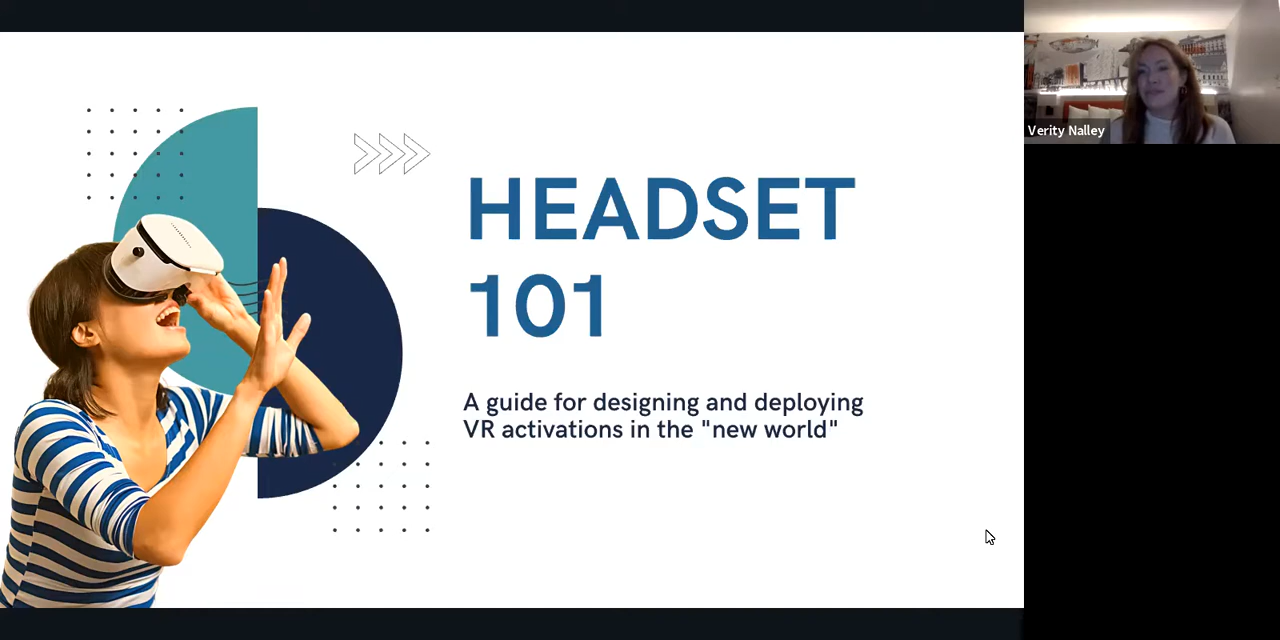 HEADSET
101
A guide for designing and deploying
VR activations in the "new world"
Verity Nalley